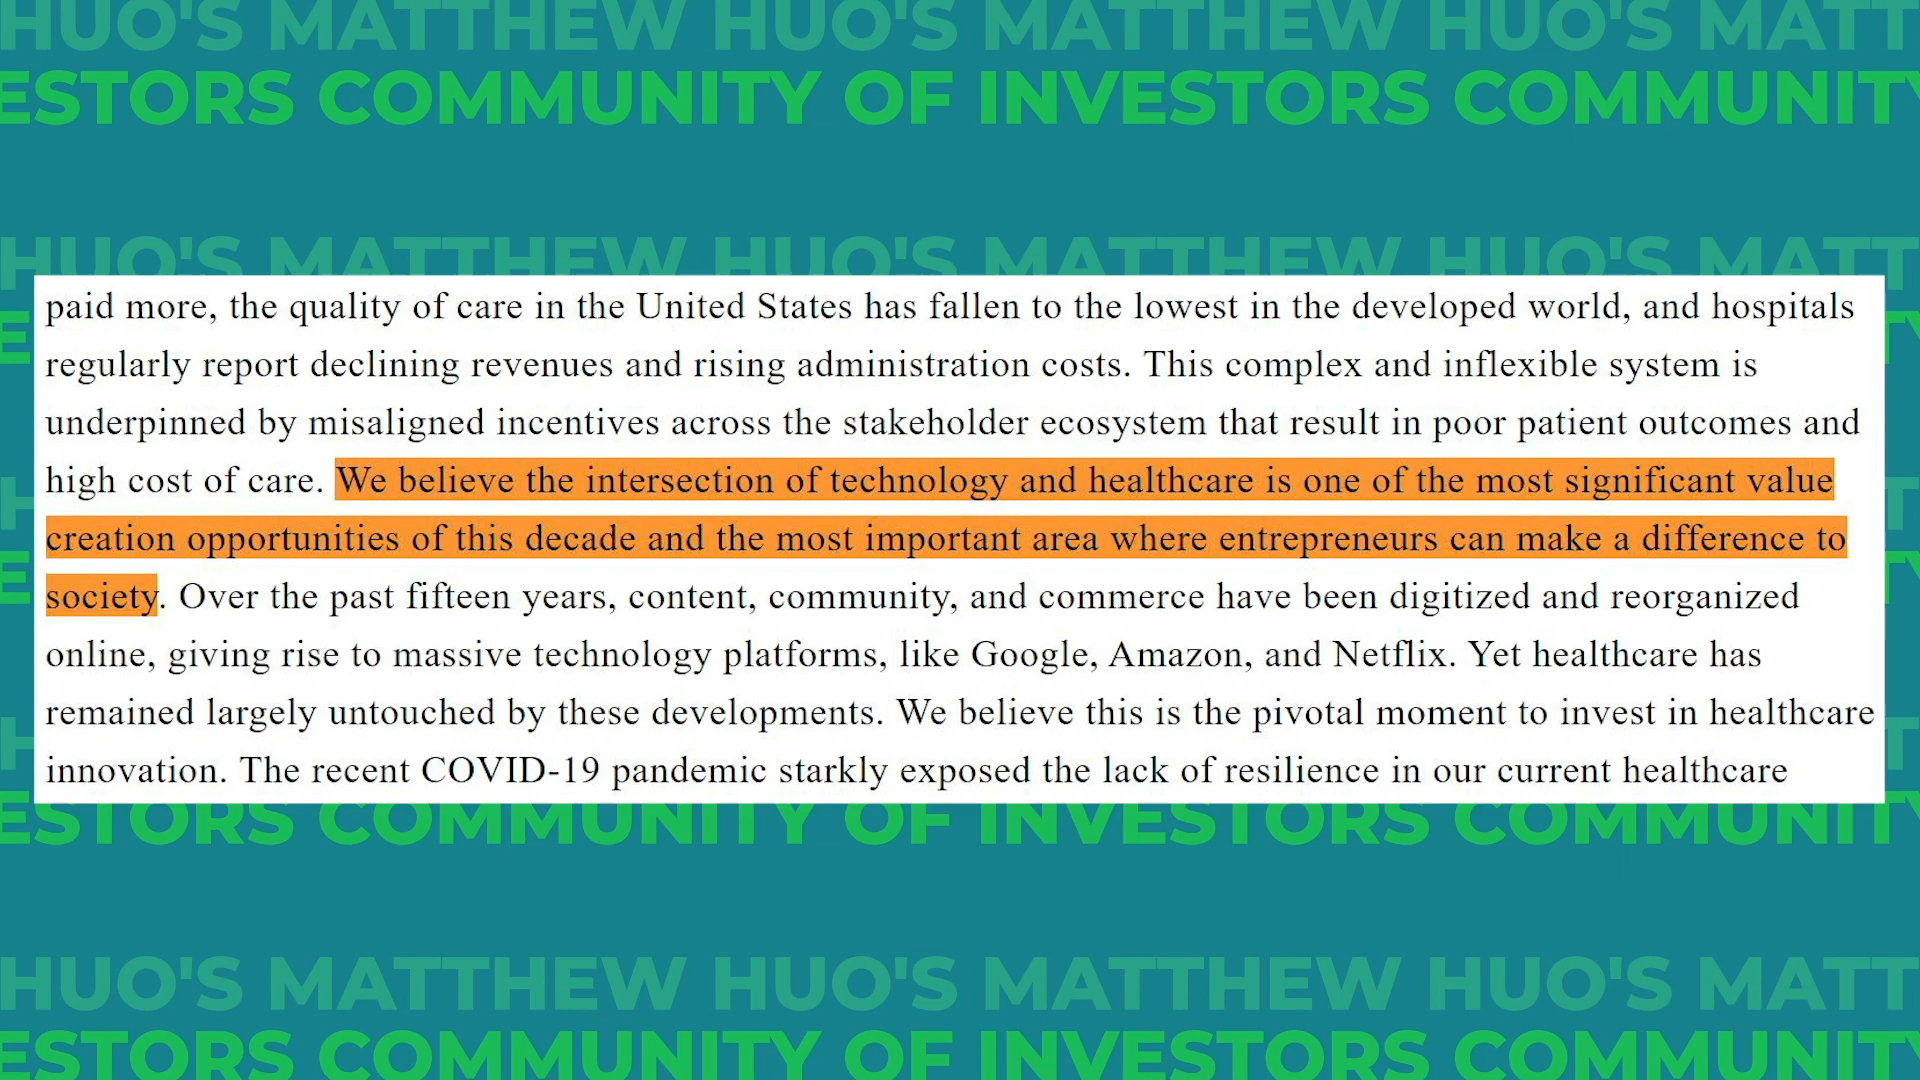 HUO'S MATTHEW HUO'S MATTHEW HUO'S MATT
ESTORS COMMUNITY OF INVESTORS COMMUNITY
HUO'S MATTHEW HUO'S MATTHEW HUO'S MATT
paid more, the quality of care in the United States has fallen to the lowest in the developed world, and hospitals
regularly report declining revenues and rising administration costs. This complex and inflexible system is
underpinned by misaligned incentives across the stakeholder ecosystem that result in poor patient outcomes and
high cost of care. We believe the intersection of technology and healthcare is one of the most significant value
creation opportunities of this decade and the most important area where entrepreneurs can make a difference to
society. Over the past fifteen years, content, community, and commerce have been digitized and reorganized
online, giving rise to massive technology platforms, like Google, Amazon, and Netflix. Yet healthcare has
remained largely untouched by these developments. We believe this is the pivotal moment to invest in healthcare
innovation. The recent COVID-19 pandemic starkly exposed the lack of resilience in our current healthcare
ESTORS COMMUNITY OF INVESTORS COMMUNITY
HUO'S MATTHEW HUO'S MATTHEW HUO'S MATT
ESTORS COMMUNITY OF INVESTORS COMMUNITY